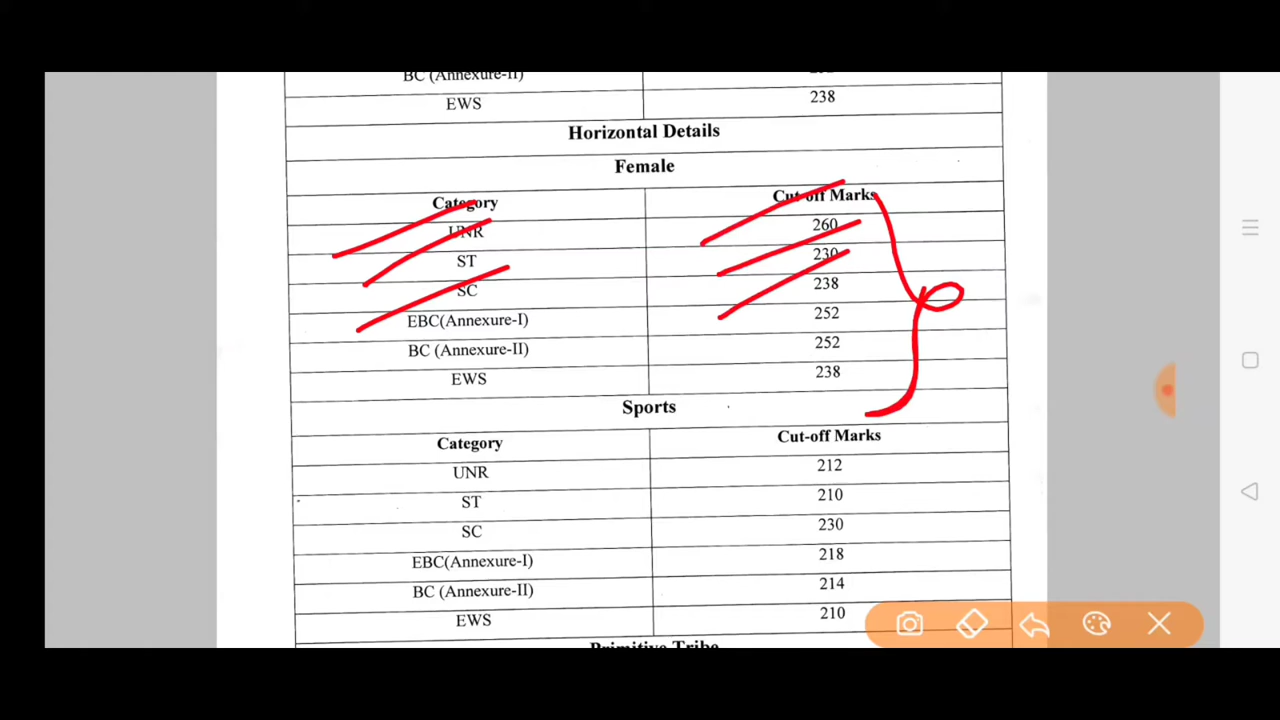 BC (Annexure-II)
EWS 238
Horizontal Details
Female
Category Cut-off Marks
UNR 260
ST 230
SC 238
EBC(Annexure-I) 252
BC (Annexure-II) 252
EWS 238
Sports
Category Cut-off Marks
UNR 212
ST 210
SC 230
EBC(Annexure-I) 218
BC (Annexure-II) 214
EWS 210
Primitive Tribe